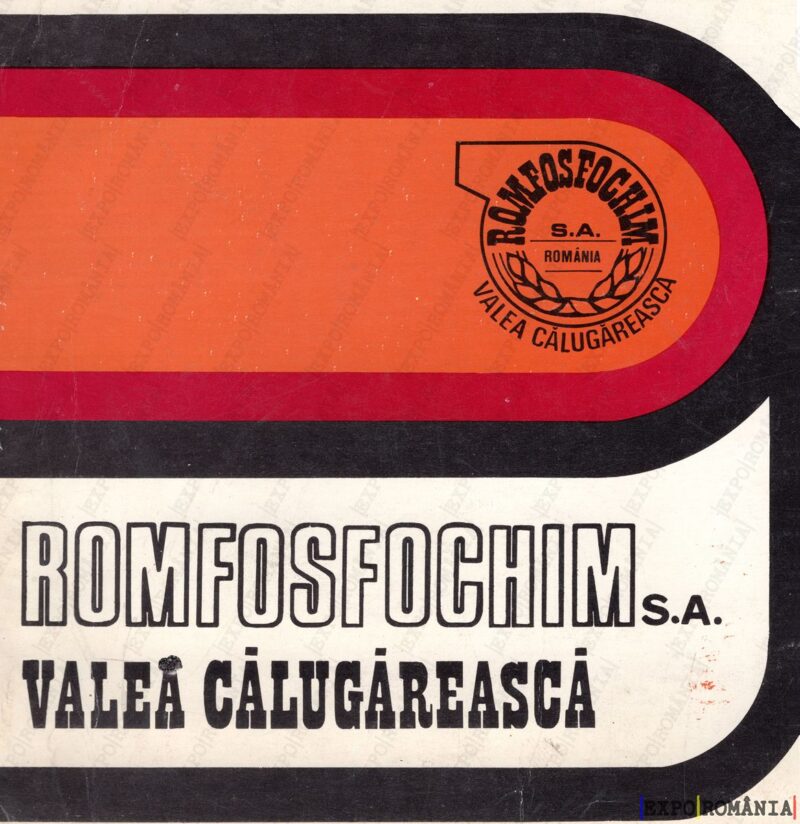 ROMFOSFOCHIM
S.A.
ROMÂNIA
VALEA CĂLUGĂREASCĂ
ROMFOSFOCHIM S.A.
VALEA CĂLUGĂREASCĂ
|EXPO|ROMÂNIA|